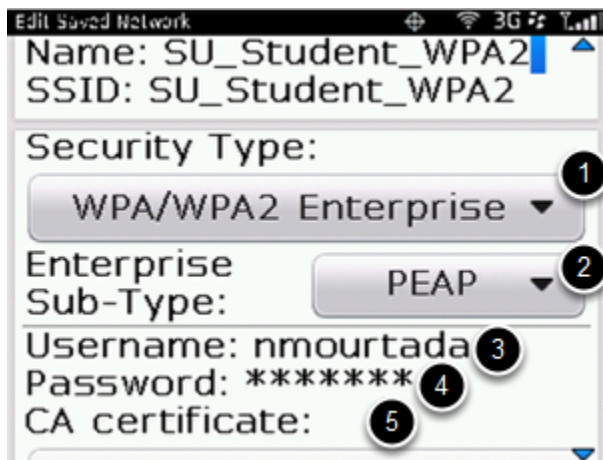 Edit Saved Network 3G
Name: SU_Student_WPA2
SSID: SU_Student_WPA2
Security Type:
1
WPA/WPA2 Enterprise
Enterprise
Sub-Type:
PEAP
2
Username: nmourtada 3
Password: ******* 4
CA certificate: 5